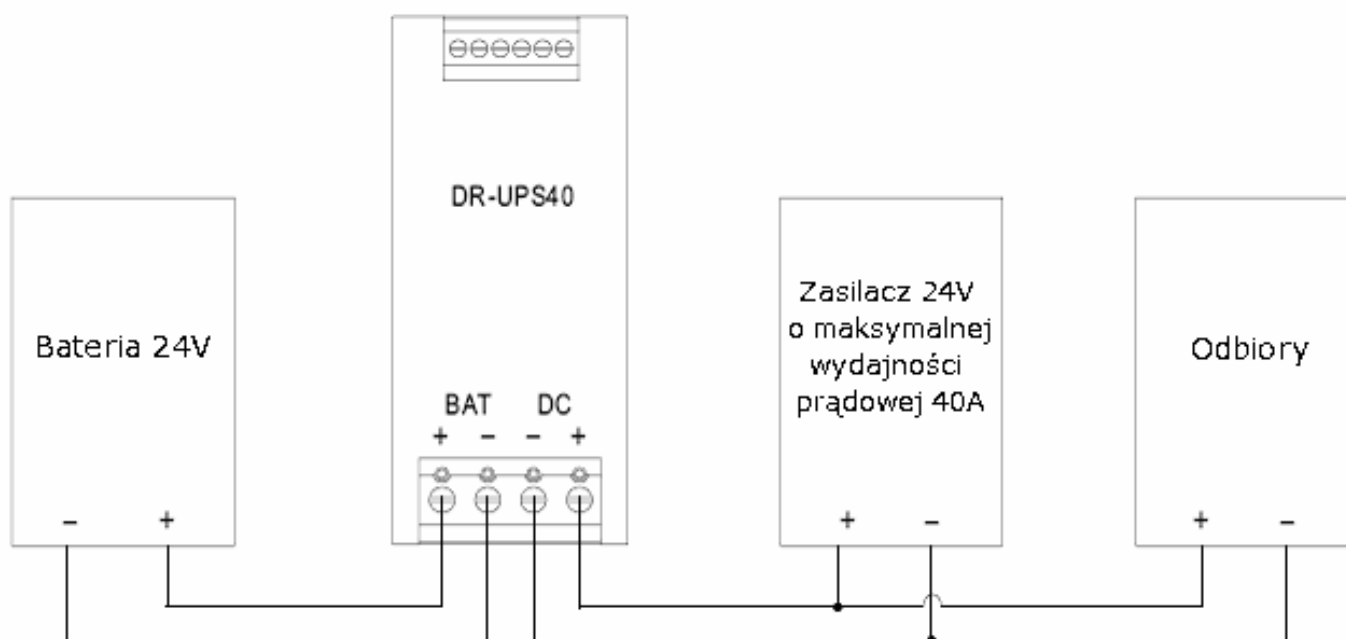 DR-UPS40
Bateria 24V
Zasilacz 24V
o maksymalnej
wydajności
prądowej 40A
Odbiory
BAT DC
+ − − +
− +
+ −
+ −